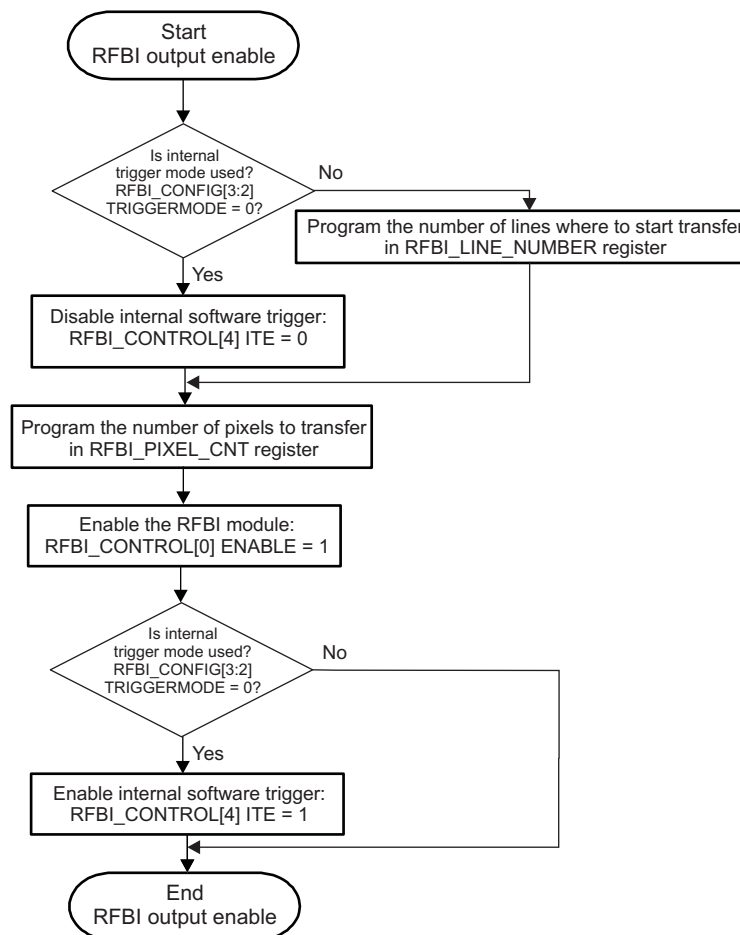 Start
RFBI output enable
Is internal
trigger mode used?
RFBI_CONFIG[3:2]
TRIGGERMODE = 0?
No
Program the number of lines where to start transfer
in RFBI_LINE_NUMBER register
Yes
Disable internal software trigger:
RFBI_CONTROL[4] ITE = 0
Program the number of pixels to transfer
in RFBI_PIXEL_CNT register
Enable the RFBI module:
RFBI_CONTROL[0] ENABLE = 1
Is internal
trigger mode used?
RFBI_CONFIG[3:2]
TRIGGERMODE = 0?
No
Yes
Enable internal software trigger:
RFBI_CONTROL[4] ITE = 1
End
RFBI output enable